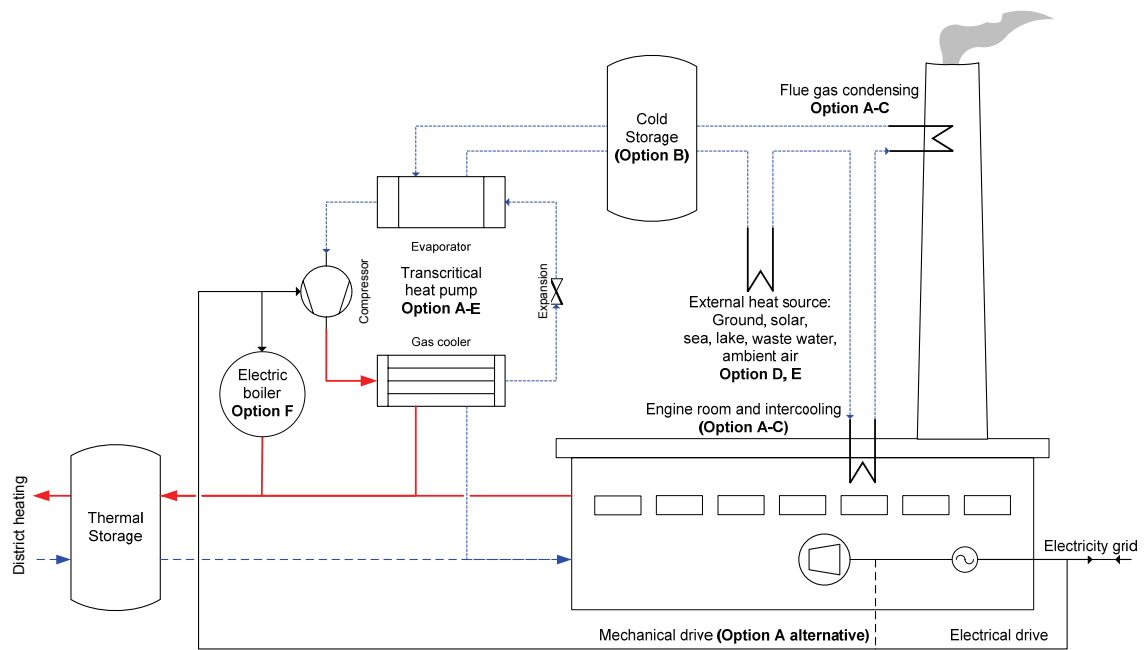 Flue gas condensing
Option A-C
Cold
Storage
(Option B)
Evaporator
Compressor
Transcritical
heat pump
Option A-E
Expansion
Gas cooler
External heat source:
Ground, solar,
sea, lake, waste water,
ambient air
Option D, E
Electric
boiler
Option F
Engine room and intercooling
(Option A-C)
District heating
Thermal
Storage
Electricity grid
Mechanical drive (Option A alternative)
Electrical drive